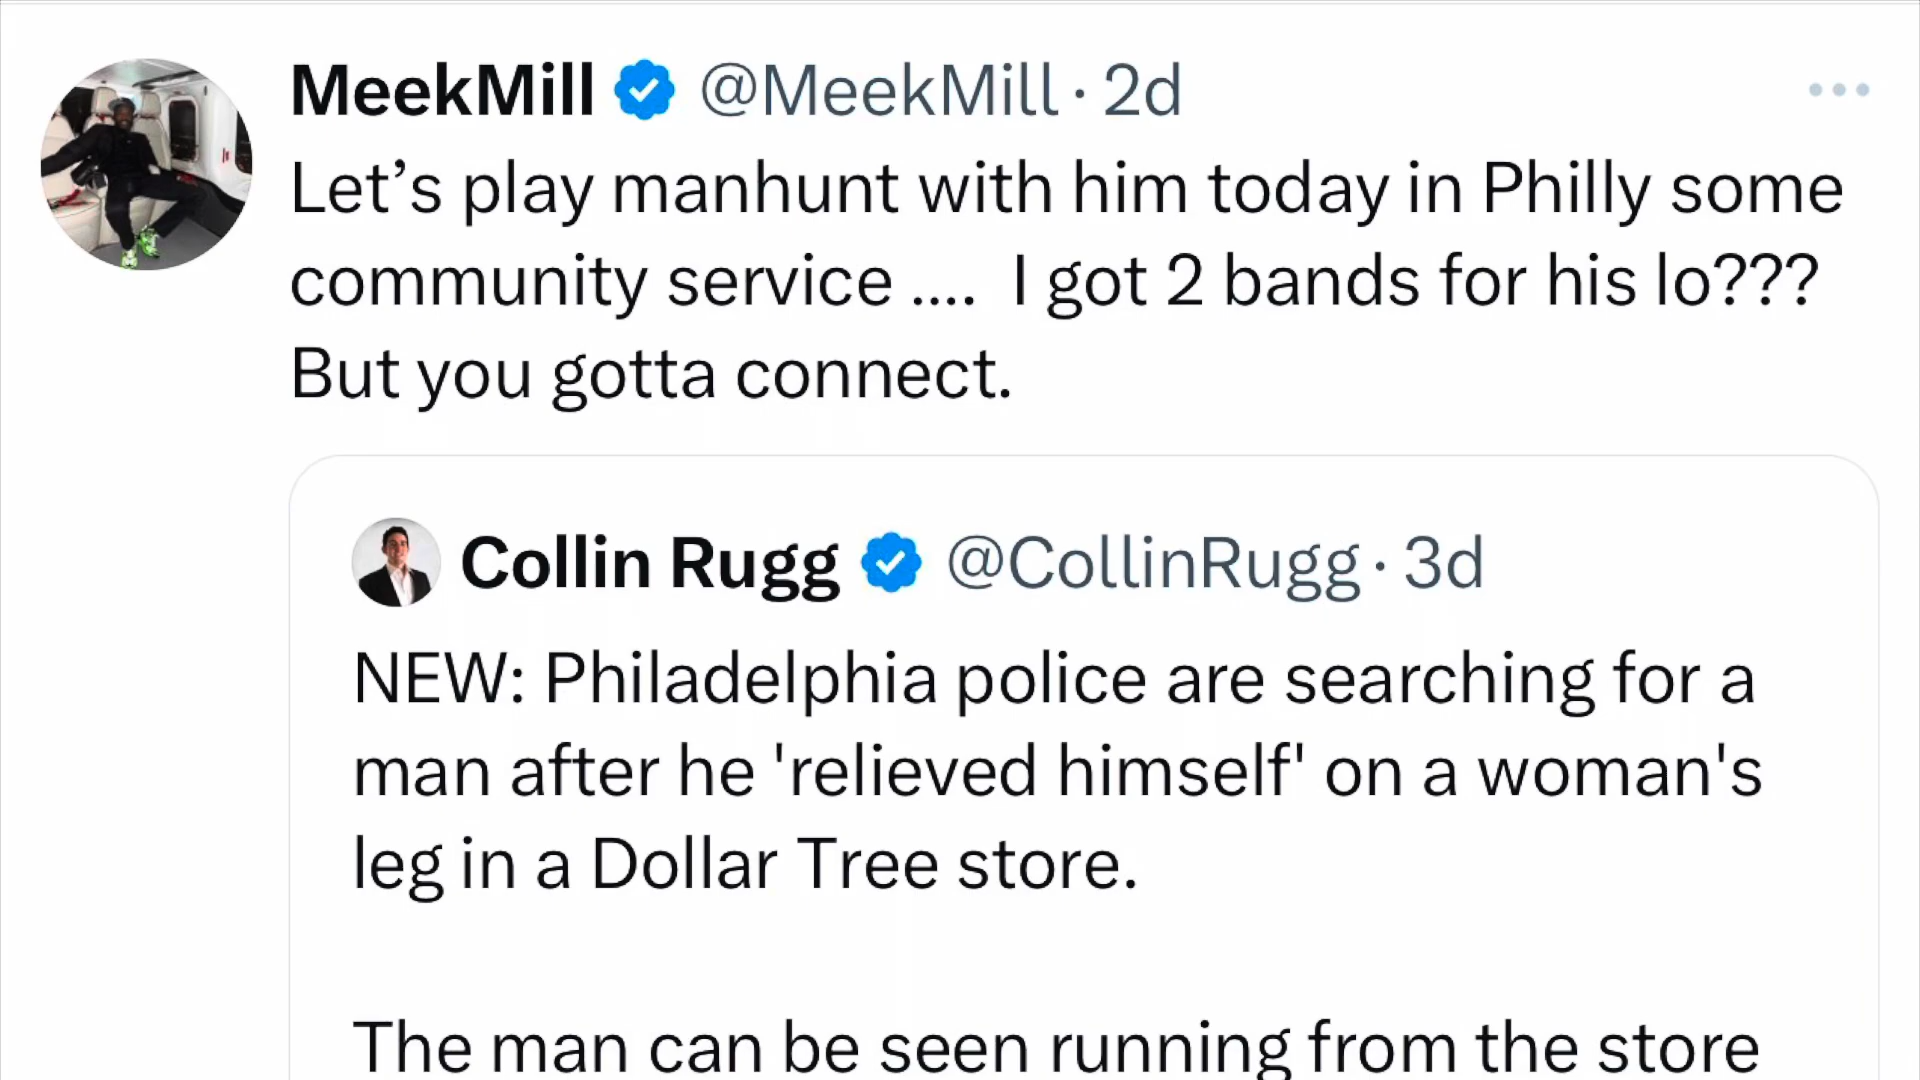 MeekMill @MeekMill · 2d
Let’s play manhunt with him today in Philly some
community service .... I got 2 bands for his lo???
But you gotta connect.
Collin Rugg @CollinRugg · 3d
NEW: Philadelphia police are searching for a
man after he 'relieved himself' on a woman's
leg in a Dollar Tree store.
The man can be seen running from the store